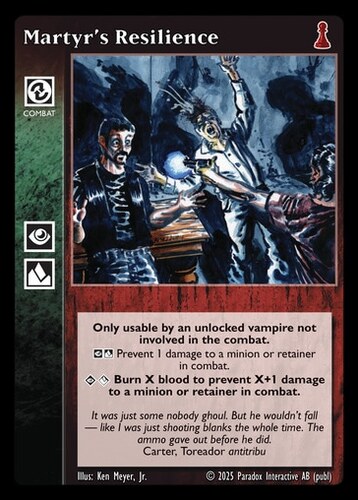 Martyr's Resilience
COMBAT
Only usable by an unlocked vampire not
involved in the combat.
Prevent 1 damage to a minion or retainer
in combat.
Burn X blood to prevent X+1 damage
to a minion or retainer in combat.
It was just some nobody ghoul. But he wouldn't fall
— like I was just shooting blanks the whole time. The
ammo gave out before he did.
Carter, Toreador antitribu
Illus: Ken Meyer, Jr. © 2025 Paradox Interactive AB (publ)